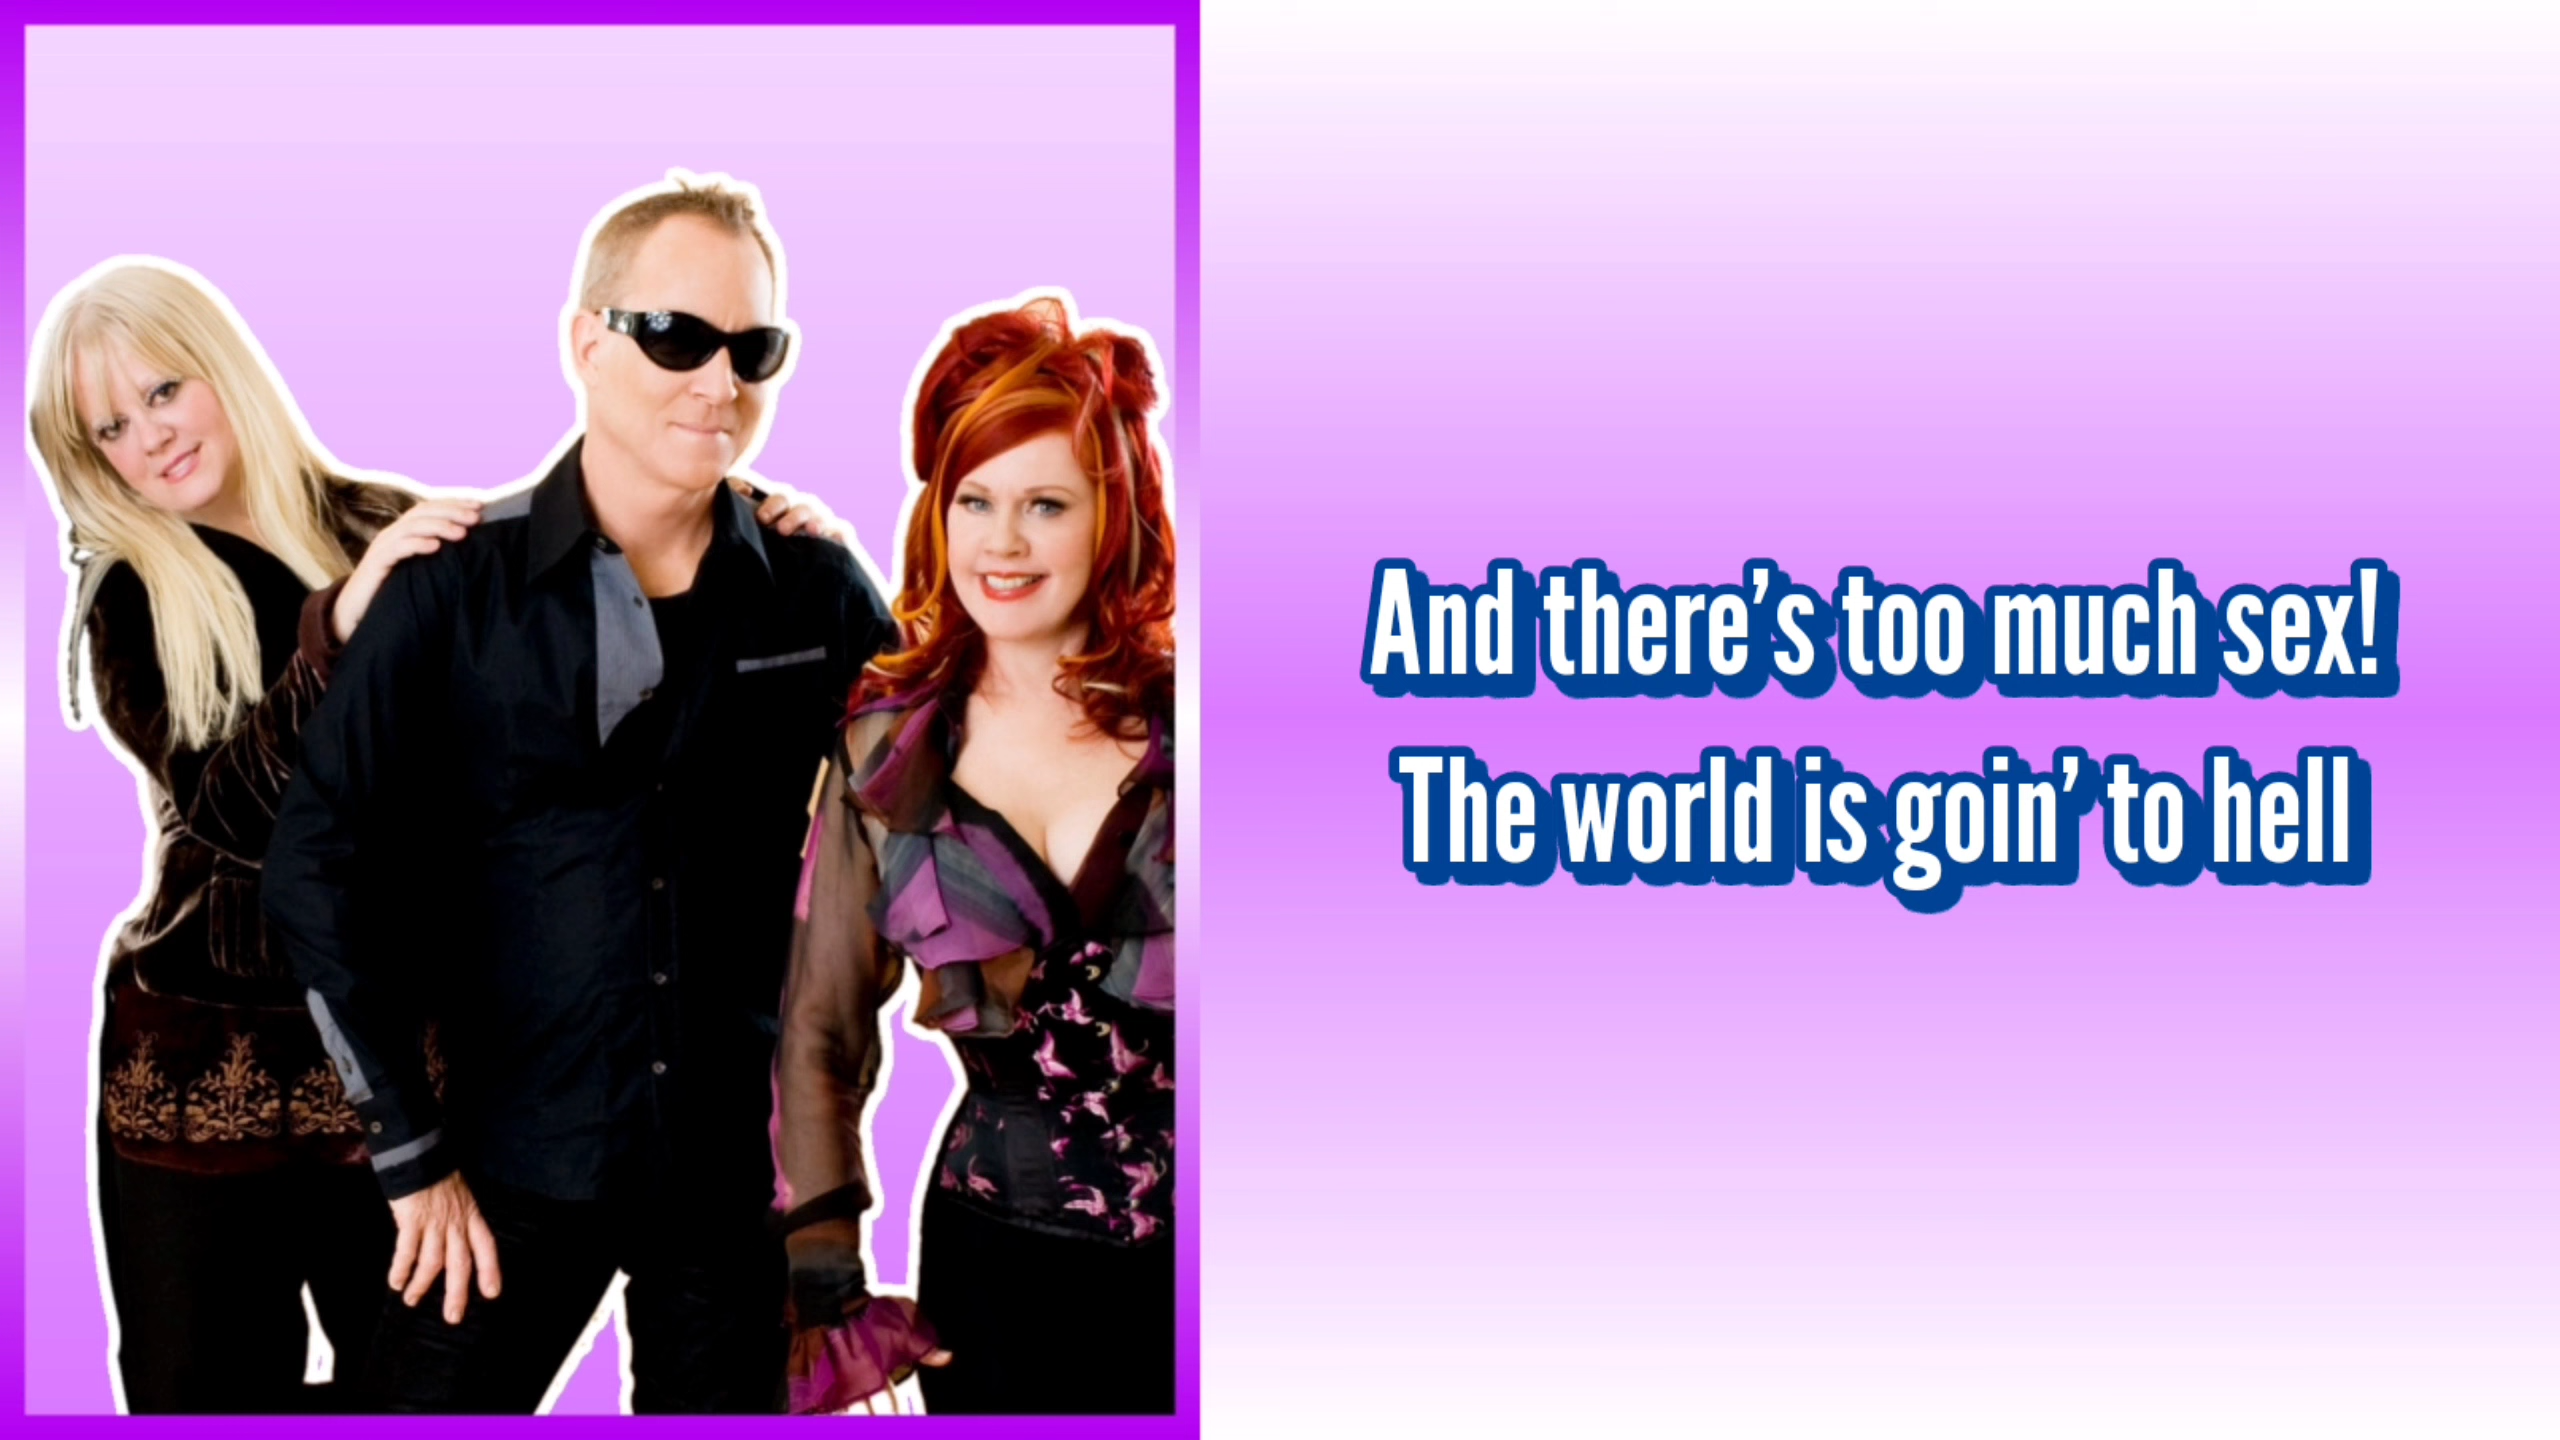 And there’s too much sex!
The world is goin’ to hell